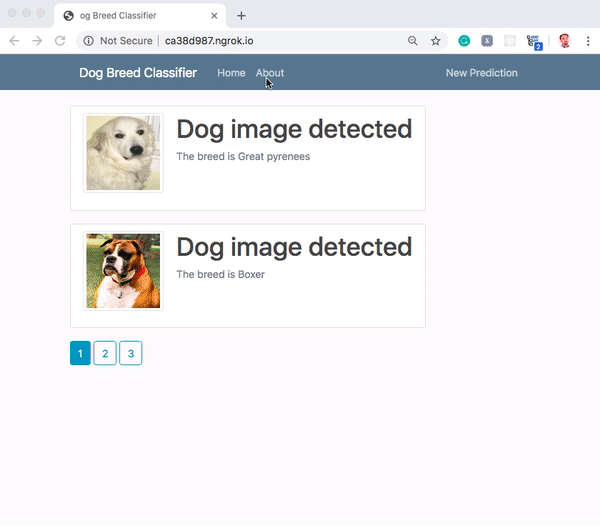 og Breed Classifier
Not Secure | ca38d987.ngrok.io
2
Dog Breed Classifier Home About New Prediction
Dog image detected
The breed is Great pyrenees
Dog image detected
The breed is Boxer
1 2 3